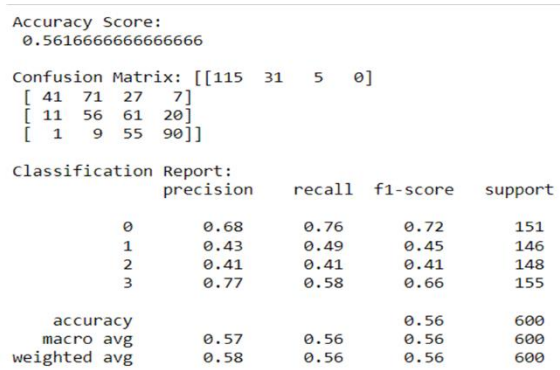 Accuracy Score:
0.5616666666666666
Confusion Matrix: [[115 31 5 0]
[ 41 71 27 7]
[ 11 56 61 20]
[ 1 9 55 90]]
Classification Report:
precision recall f1-score support
0 0.68 0.76 0.72 151
1 0.43 0.49 0.45 146
2 0.41 0.41 0.41 148
3 0.77 0.58 0.66 155
accuracy 0.56 600
macro avg 0.57 0.56 0.56 600
weighted avg 0.58 0.56 0.56 600